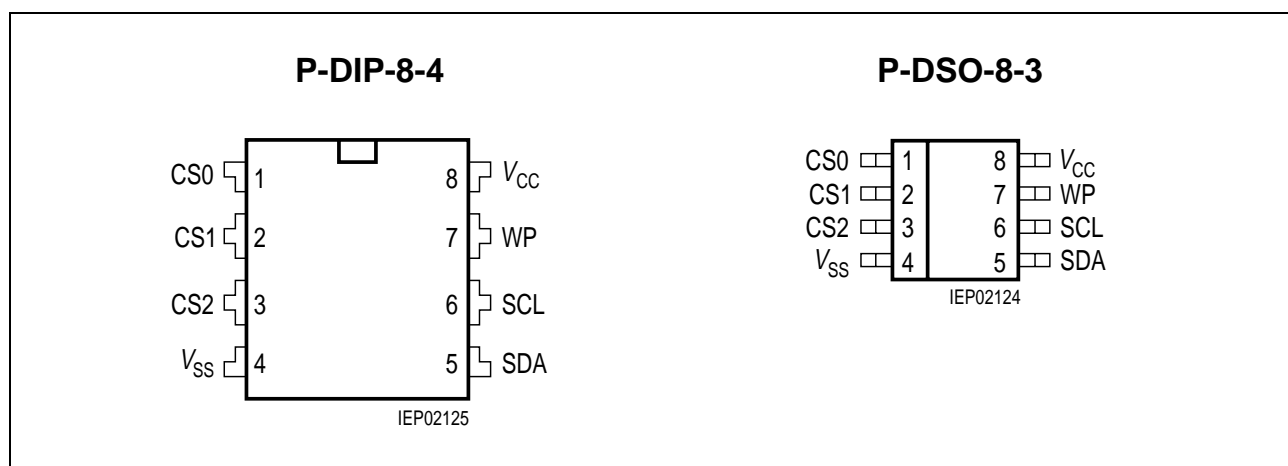 P-DIP-8-4
CS0 1 8 VCC
CS1 2 7 WP
CS2 3 6 SCL
VSS 4 5 SDA
IEP02125
P-DSO-8-3
CS0 1 8 VCC
CS1 2 7 WP
CS2 3 6 SCL
VSS 4 5 SDA
IEP02124